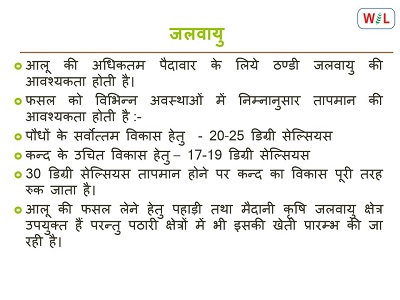 W L
जलवायु
आलू की अधिकतम पैदावार के लिये ठण्डी जलवायु की
आवश्यकता होती है।
फसल को विभिन्न अवस्थाओं में निम्नानुसार तापमान की
आवश्यकता होती है :-
पौधों के सर्वोत्तम विकास हेतु - 20-25 डिग्री सेल्सियस
कन्द के उचित विकास हेतु – 17-19 डिग्री सेल्सियस
30 डिग्री सेल्सियस तापमान होने पर कन्द का विकास पूरी तरह
रुक जाता है।
आलू की फसल लेने हेतु पहाड़ी तथा मैदानी कृषि जलवायु क्षेत्र
उपयुक्त हैं परन्तु पठारी क्षेत्रों में भी इसकी खेती प्रारम्भ की जा
रही है।